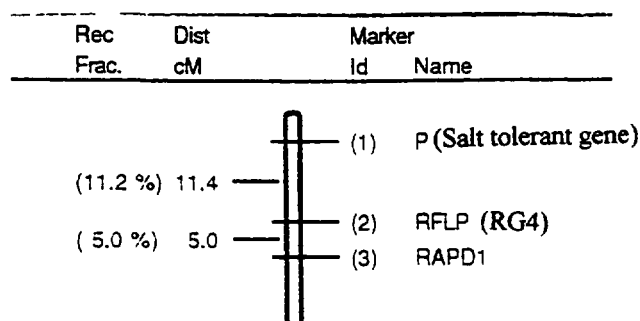 Rec Dist Marker
Frac. cM Id Name
(1) P (Salt tolerant gene)
(11.2 %) 11.4
(2) RFLP (RG4)
( 5.0 %) 5.0
(3) RAPD1